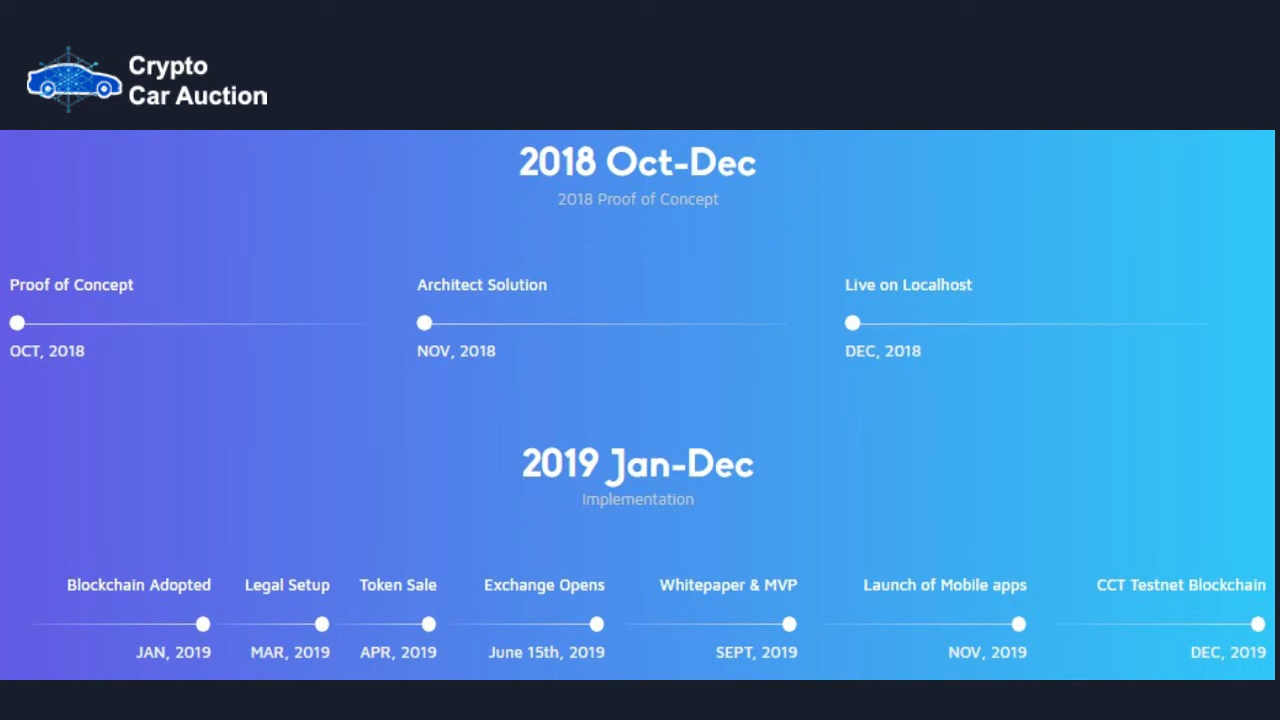 Crypto
Car Auction
2018 Oct-Dec
2018 Proof of Concept
Proof of Concept
Architect Solution
Live on Localhost
OCT, 2018
NOV, 2018
DEC, 2018
2019 Jan-Dec
Implementation
Blockchain Adopted
Legal Setup
Token Sale
Exchange Opens
Whitepaper & MVP
Launch of Mobile apps
CCT Testnet Blockchain
JAN, 2019
MAR, 2019
APR, 2019
June 15th, 2019
SEPT, 2019
NOV, 2019
DEC, 2019